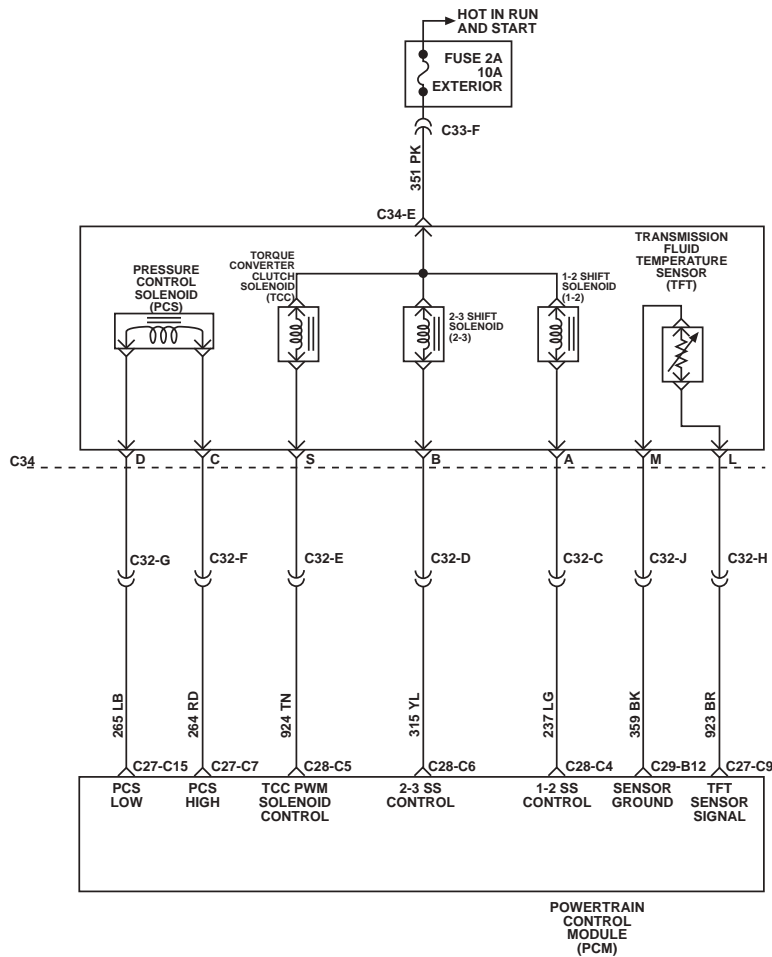 HOT IN RUN
AND START
FUSE 2A
10A
EXTERIOR
C33-F
351 PK
C34-E
PRESSURE
CONTROL
SOLENOID
(PCS)
TORQUE
CONVERTER
CLUTCH
SOLENOID
(TCC)
2-3 SHIFT
SOLENOID
(2-3)
1-2 SHIFT
SOLENOID
(1-2)
TRANSMISSION
FLUID
TEMPERATURE
SENSOR
(TFT)
C34
D C S B A M L
C32-G C32-F C32-E C32-D C32-C C32-J C32-H
265 LB
264 RD
924 TN
315 YL
237 LG
359 BK
923 BR
C27-C15 C27-C7 C28-C5 C28-C6 C28-C4 C29-B12 C27-C9
PCS
LOW
PCS
HIGH
TCC PWM
SOLENOID
CONTROL
2-3 SS
CONTROL
1-2 SS
CONTROL
SENSOR
GROUND
TFT
SENSOR
SIGNAL
POWERTRAIN
CONTROL
MODULE
(PCM)